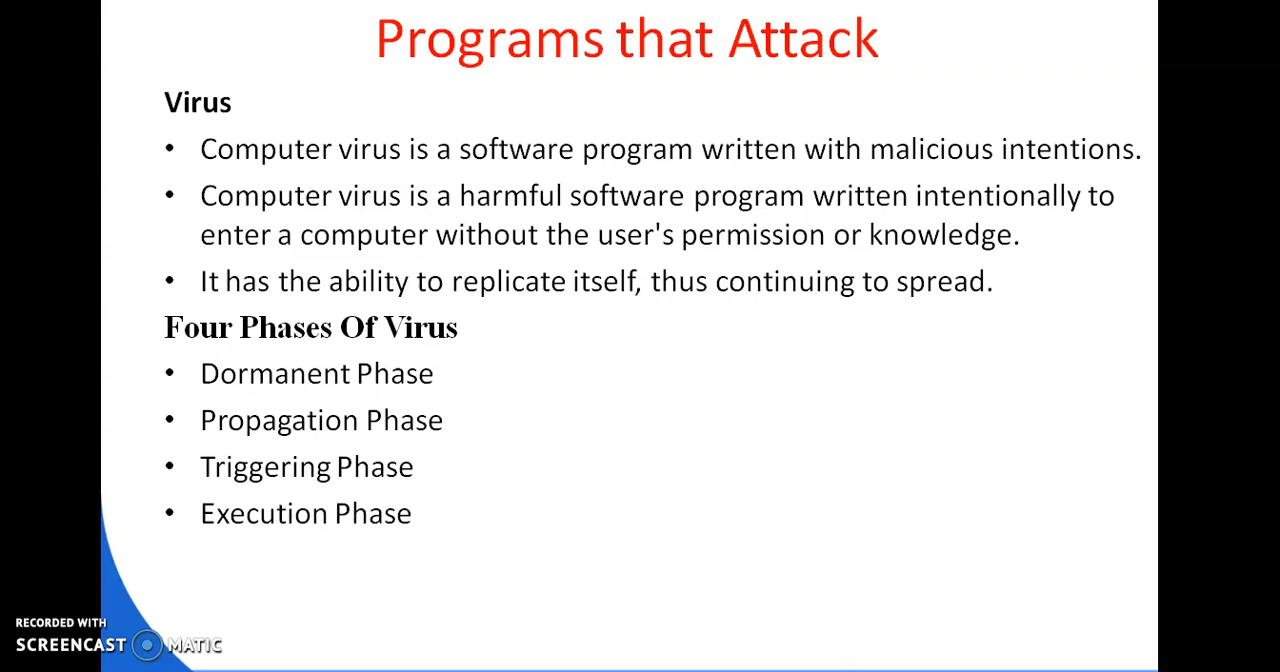 Programs that Attack
Virus
• Computer virus is a software program written with malicious intentions.
• Computer virus is a harmful software program written intentionally to
enter a computer without the user's permission or knowledge.
• It has the ability to replicate itself, thus continuing to spread.
Four Phases Of Virus
• Dormanent Phase
• Propagation Phase
• Triggering Phase
• Execution Phase
RECORDED WITH
SCREENCAST MATIC